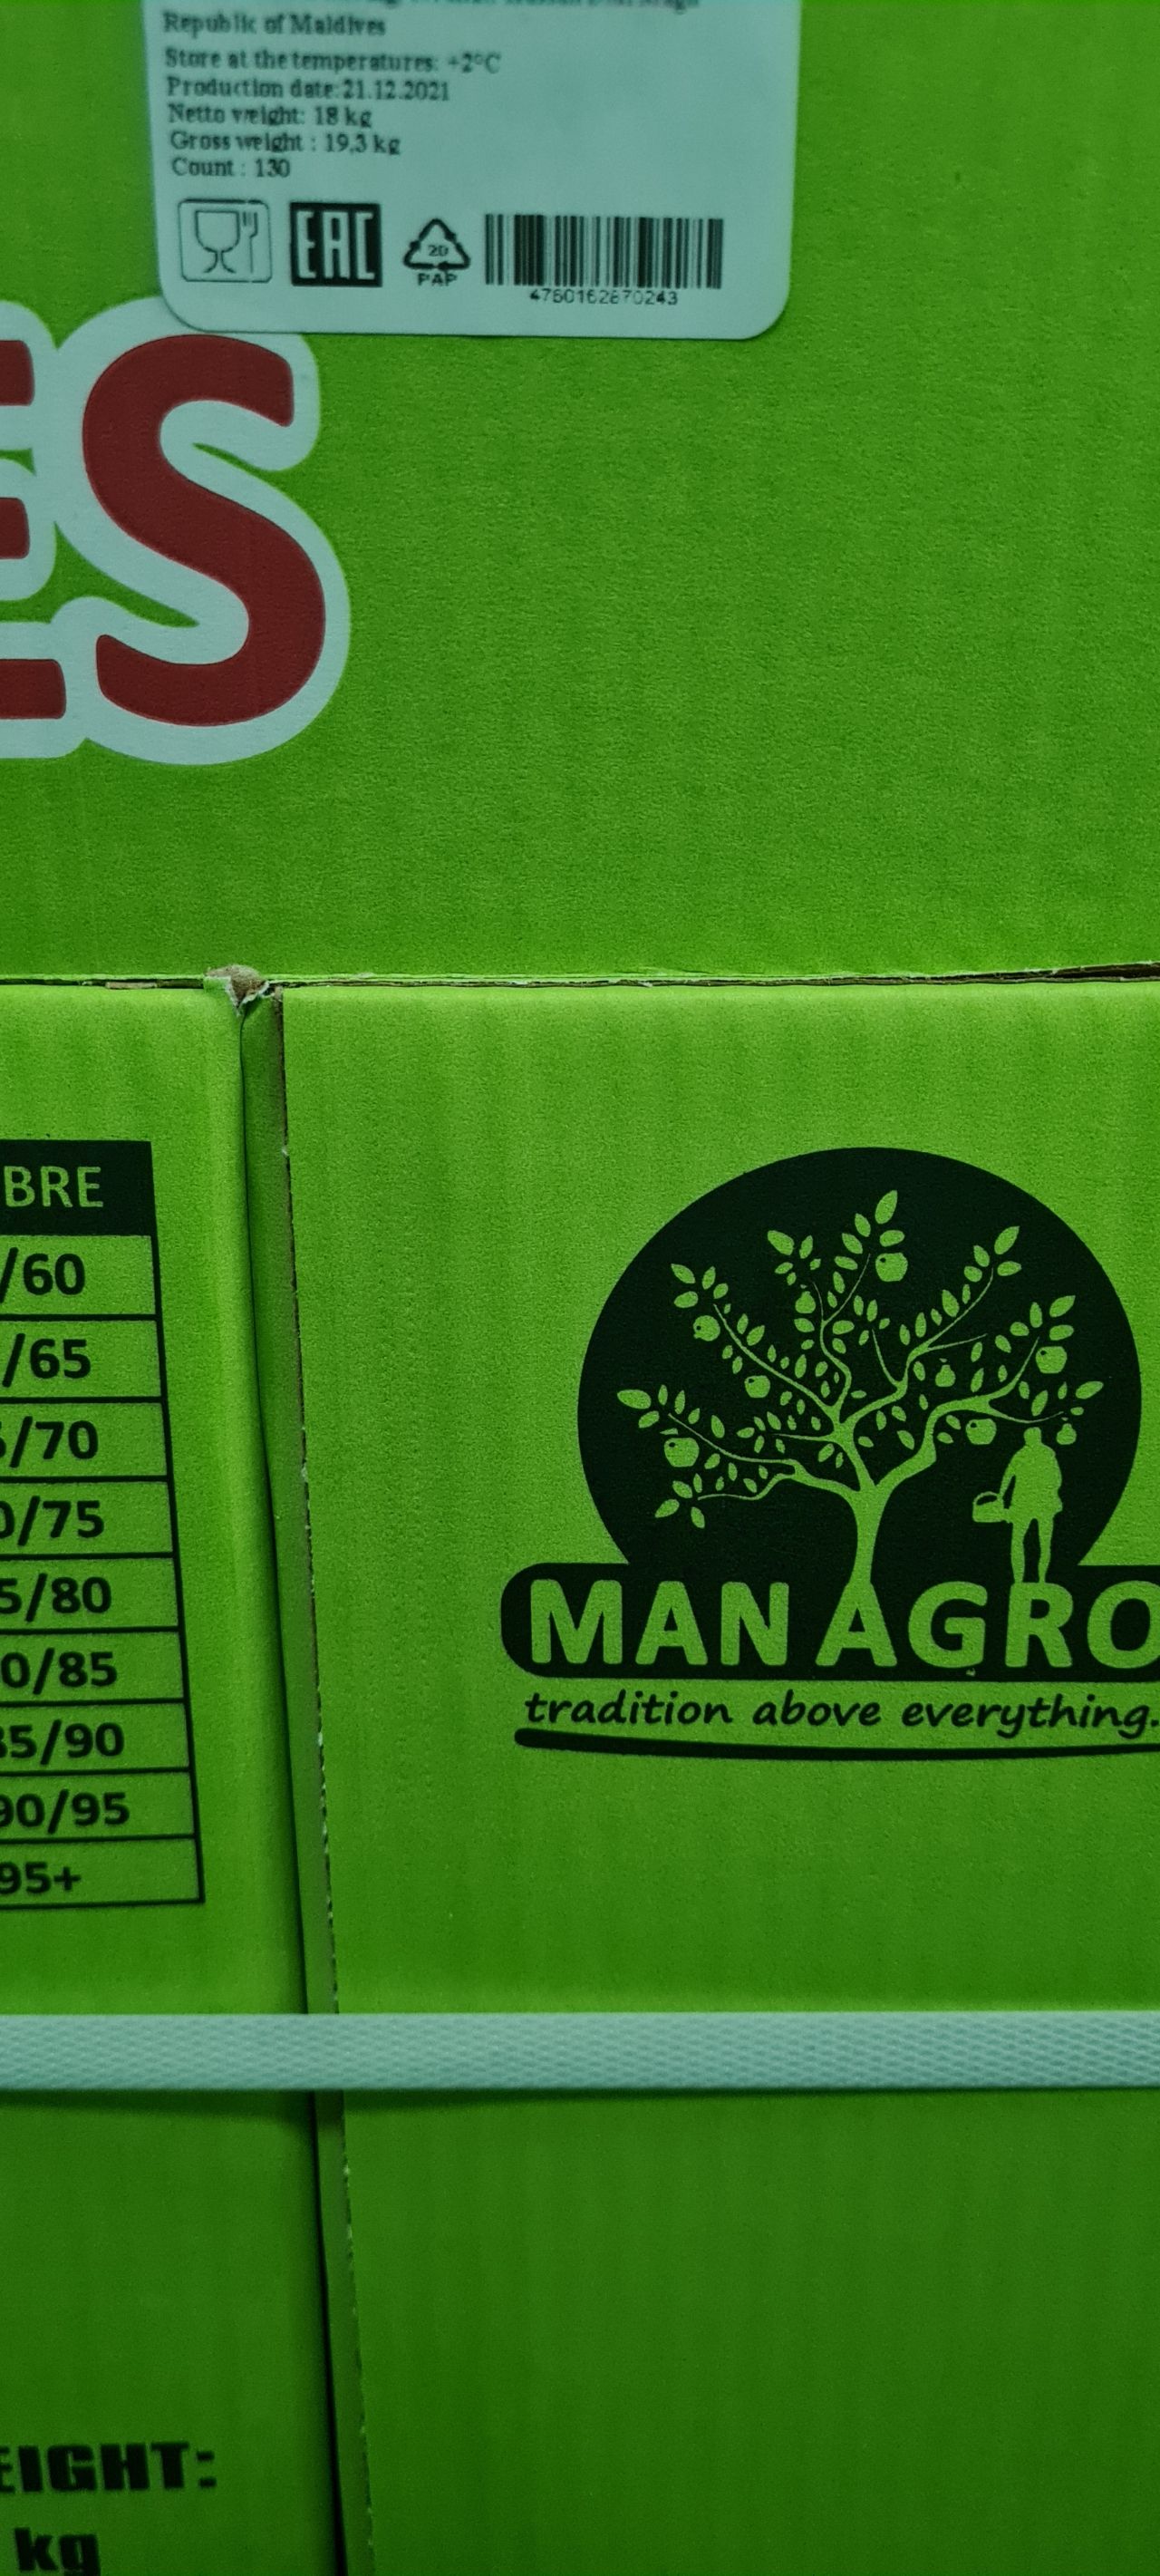 Republic of Maldives
Store at the temperatures: +2°C
Production date:21.12.2021
Netto weight: 18 kg
Gross weight : 19,3 kg
Count : 130
EAC
20
PAP
4760162870243
ES
BRE
/60
/65
/70
0/75
5/80
0/85
85/90
90/95
95+
MAN AGRO
tradition above everything.
EIGHT:
kg